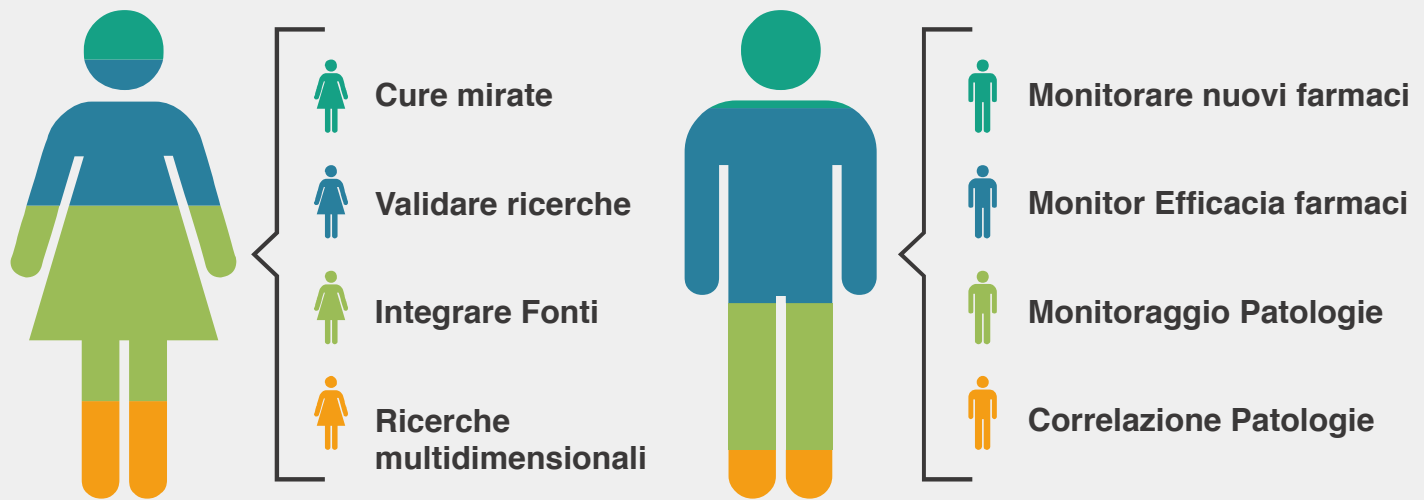 Cure mirate
Validare ricerche
Integrare Fonti
Ricerche
multidimensionali
Monitorare nuovi farmaci
Monitor Efficacia farmaci
Monitoraggio Patologie
Correlazione Patologie